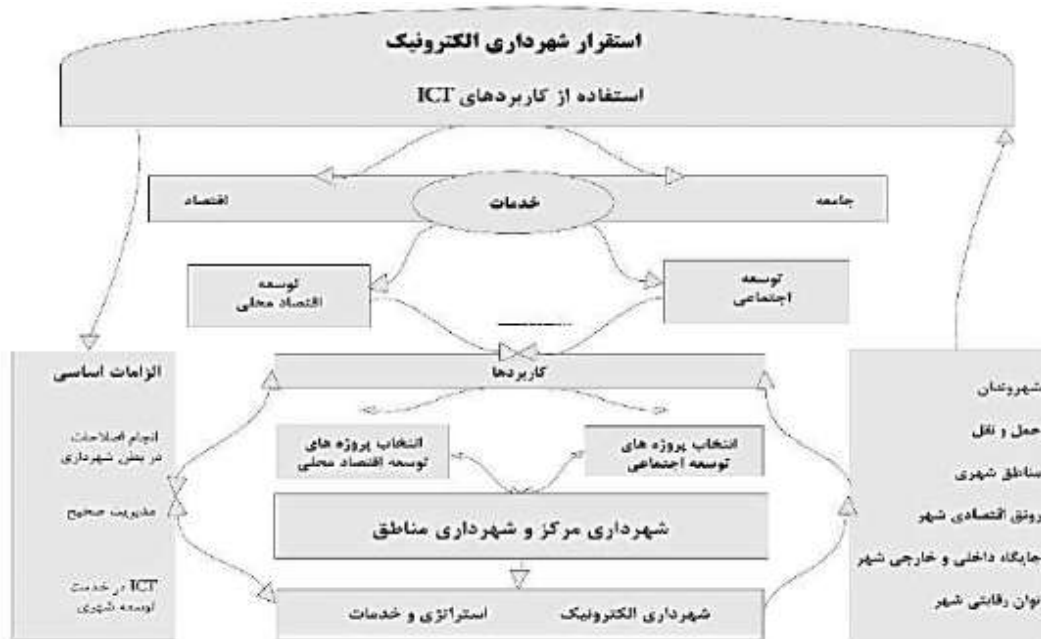 استقرار شهرداری الکترونیک
استفاده از کاربردهای ICT
جامعه
خدمات
اقتصاد
توسعه
اجتماعی
توسعه
اقتصاد محلی
کاربردها
انتخاب پروژه های
توسعه اجتماعی
انتخاب پروژه های
توسعه اقتصاد محلی
شهرداری مرکز و شهرداری مناطق
شهرداری الکترونیک
استراتژی و خدمات
شهروندان
حمل و نقل
مناطق شهری
رونق اقتصادی شهر
جایگاه داخلی و خارجی شهر
توان رقابتی شهر
الزامات اساسی
انجام اصلاحات
در بطن شهرداری
مدیریت صحیح
ICT در خدمت
توسعه شهری